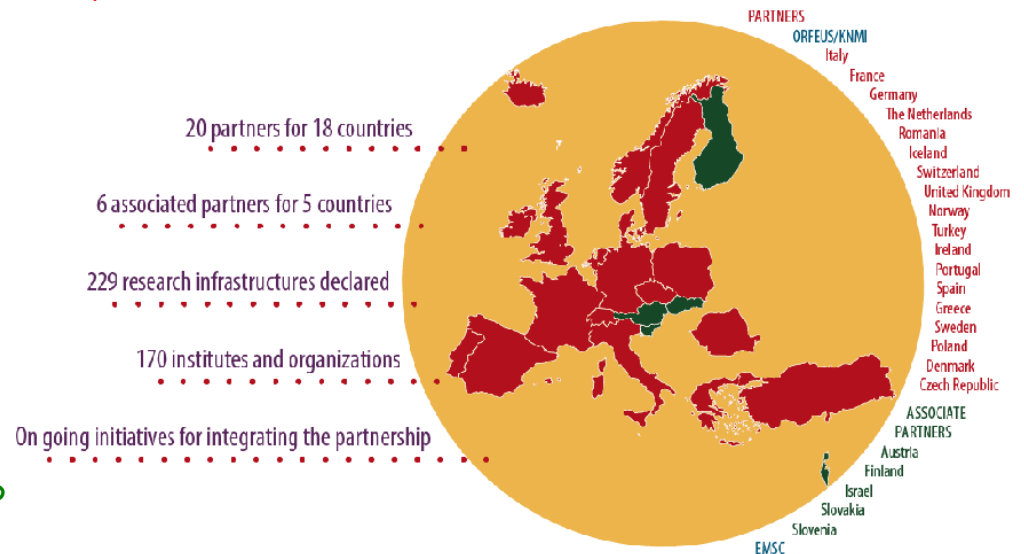 20 partners for 18 countries
6 associated partners for 5 countries
229 research infrastructures declared
170 institutes and organizations
On going initiatives for integrating the partnership
PARTNERS
ORFEUS/KNMI
Italy
France
Germany
The Netherlands
Romania
Iceland
Switzerland
United Kingdom
Norway
Turkey
Ireland
Portugal
Spain
Greece
Sweden
Poland
Denmark
Czech Republic
ASSOCIATE
PARTNERS
Austria
Finland
Israel
Slovakia
Slovenia
EMSC